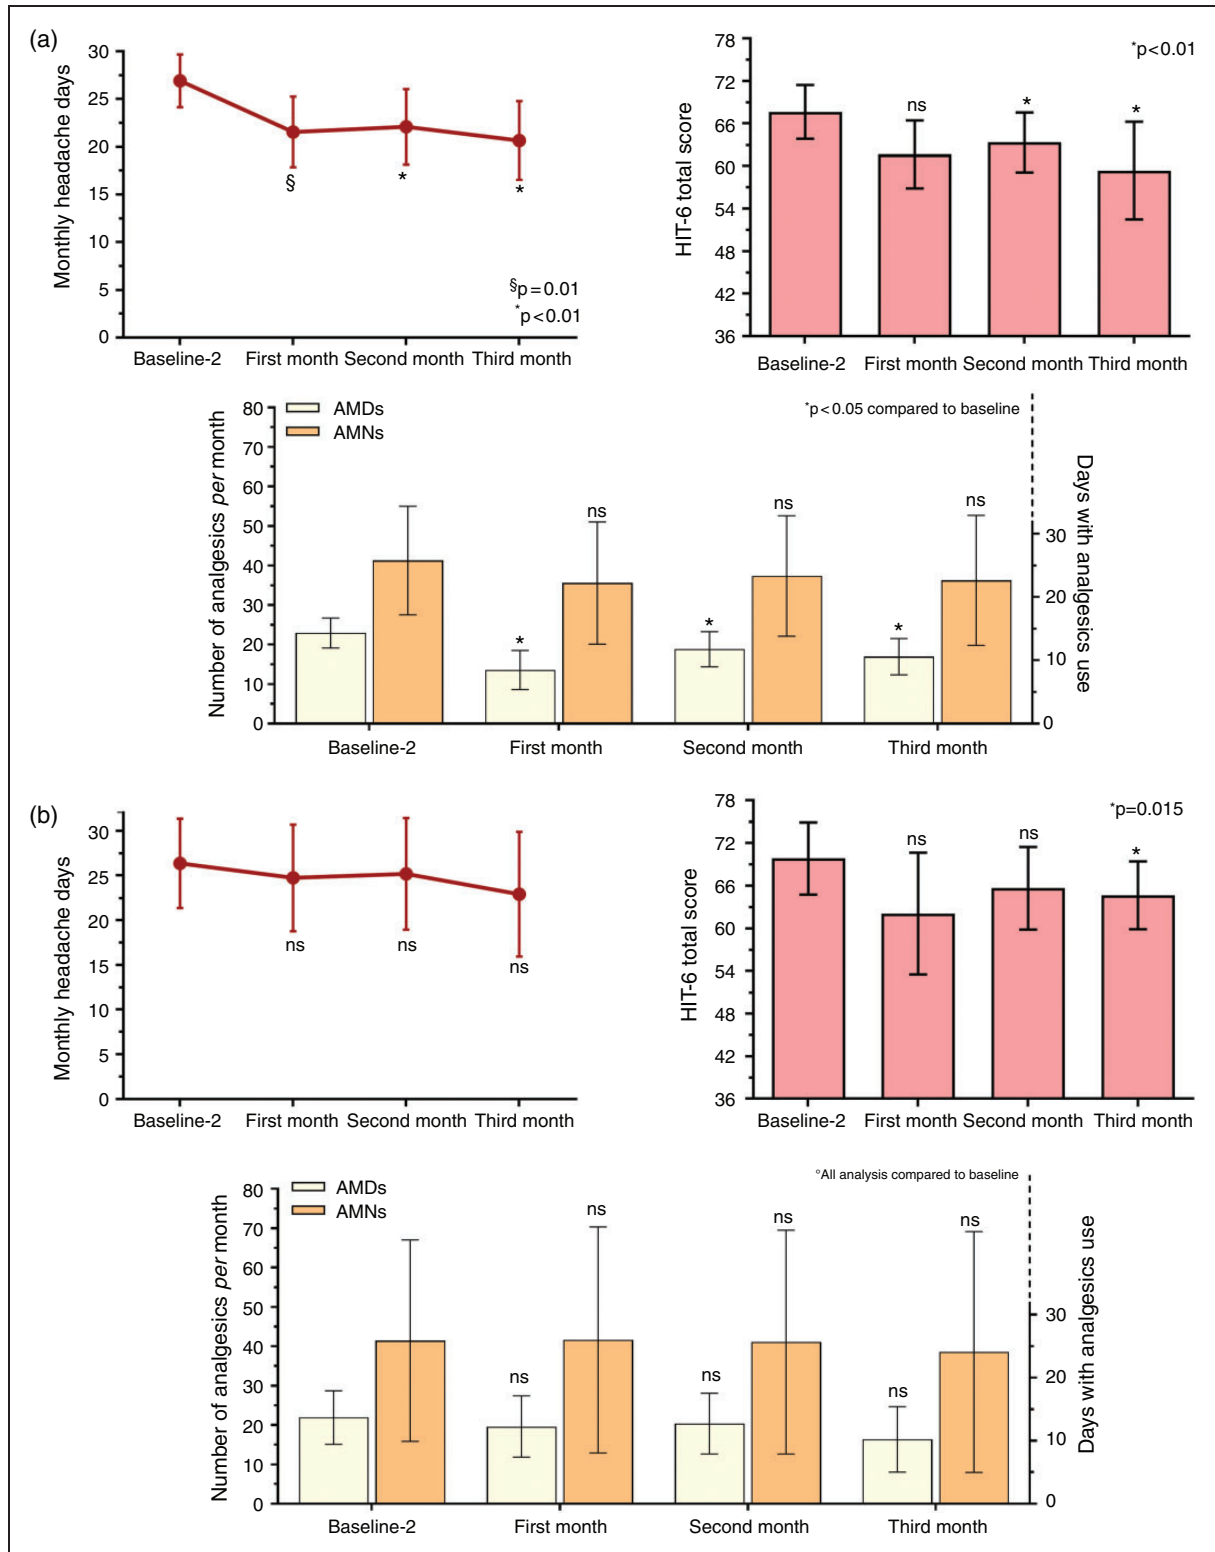 (a)
Monthly headache days
30
25
20
15
10
5
0
§
*
*
§p=0.01
*p<0.01
Baseline-2 First month Second month Third month
HIT-6 total score
78
72
66
60
54
48
42
36
*p<0.01
ns
*
*
Baseline-2 First month Second month Third month
Number of analgesics per month
80
70
60
50
40
30
20
10
0
AMDs
AMNs
*p<0.05 compared to baseline
*
ns
*
ns
*
ns
30
20
10
0
Days with analgesics use
Baseline-2 First month Second month Third month
(b)
Monthly headache days
30
25
20
15
10
5
0
ns
ns
ns
Baseline-2 First month Second month Third month
HIT-6 total score
78
72
66
60
54
48
42
36
*p=0.015
ns
ns
*
Baseline-2 First month Second month Third month
Number of analgesics per month
80
70
60
50
40
30
20
10
0
AMDs
AMNs
°All analysis compared to baseline
ns
ns
ns
ns
ns
ns
30
20
10
0
Days with analgesics use
Baseline-2 First month Second month Third month